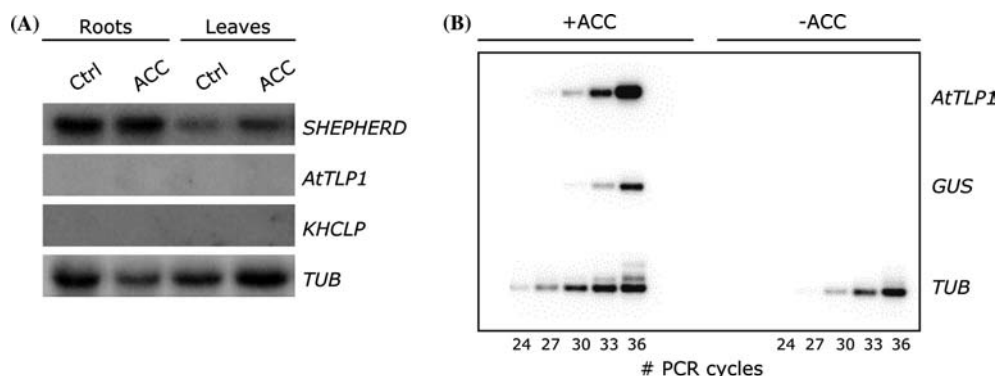 (A)
Roots Leaves
Ctrl ACC Ctrl ACC
SHEPHERD
AtTLP1
KHCLP
TUB
(B)
+ACC -ACC
AtTLP1
GUS
TUB
24 27 30 33 36 24 27 30 33 36
# PCR cycles